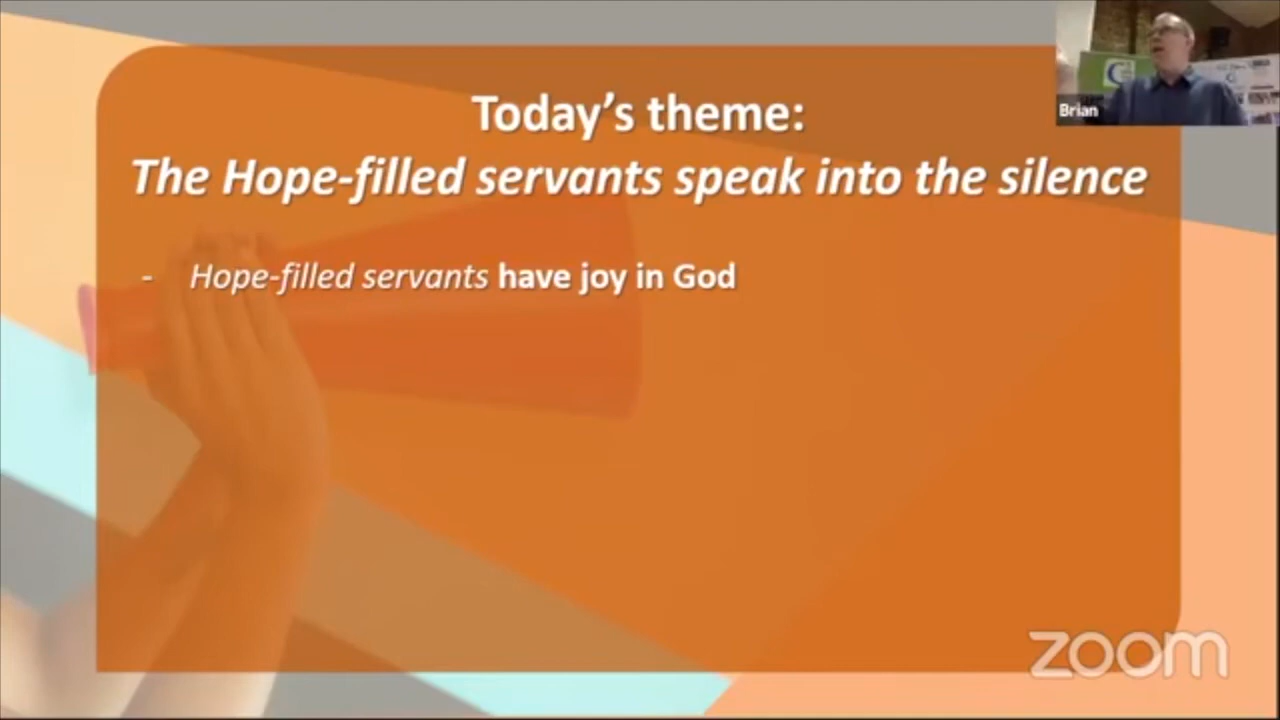 Today's theme:
The Hope-filled servants speak into the silence
- Hope-filled servants have joy in God
Brian
zoom